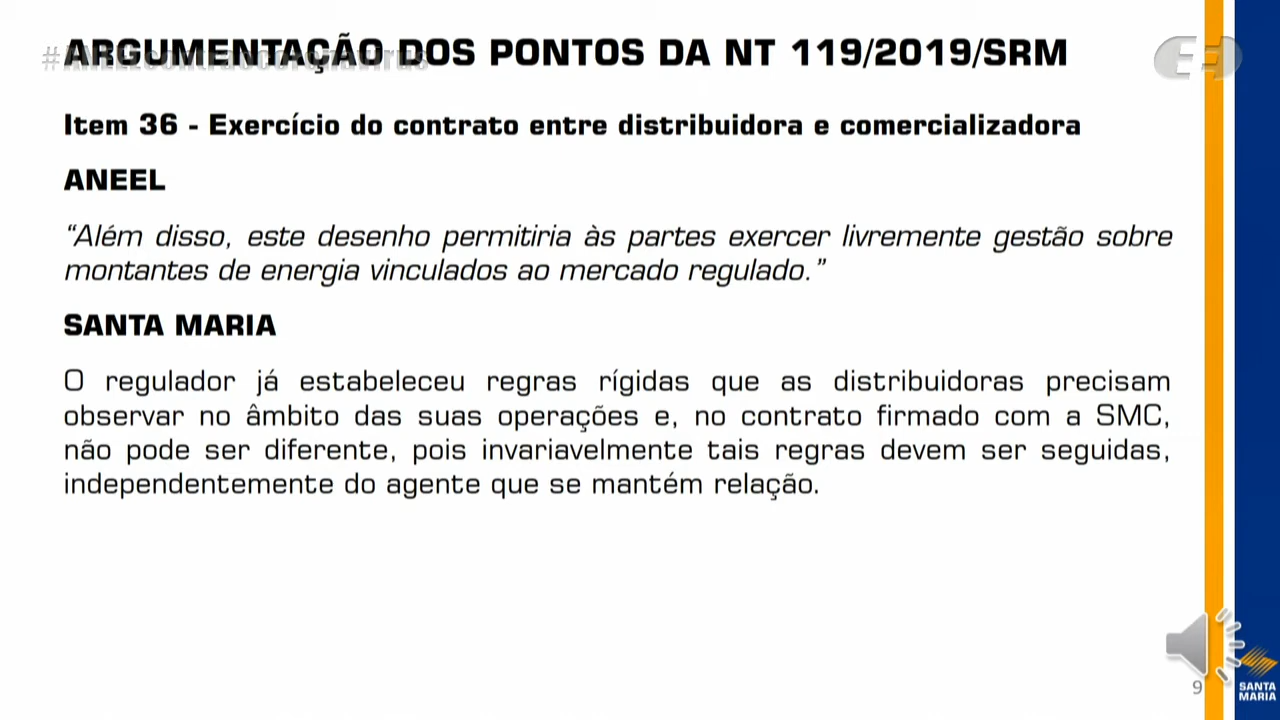 #ANEELcontraocoronavirus
ARGUMENTAÇÃO DOS PONTOS DA NT 119/2019/SRM
Item 36 - Exercício do contrato entre distribuidora e comercializadora
ANEEL
“Além disso, este desenho permitiria às partes exercer livremente gestão sobre
montantes de energia vinculados ao mercado regulado.”
SANTA MARIA
O regulador já estabeleceu regras rígidas que as distribuidoras precisam
observar no âmbito das suas operações e, no contrato firmado com a SMC,
não pode ser diferente, pois invariavelmente tais regras devem ser seguidas,
independentemente do agente que se mantém relação.
9
SANTA
MARIA